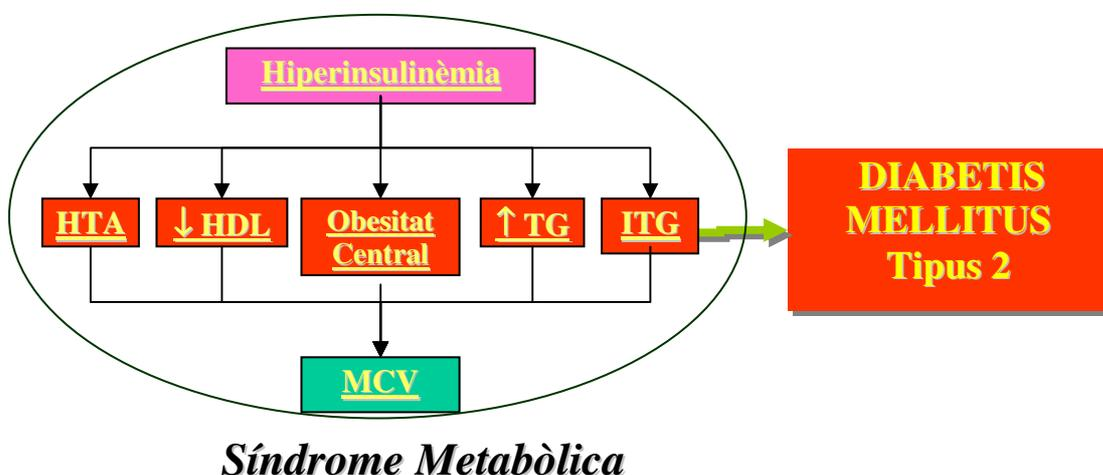 Hiperinsulinèmia
HTA
↓ HDL
Obesitat
Central
↑ TG
ITG
DIABETIS
MELLITUS
Tipus 2
MCV
Síndrome Metabòlica